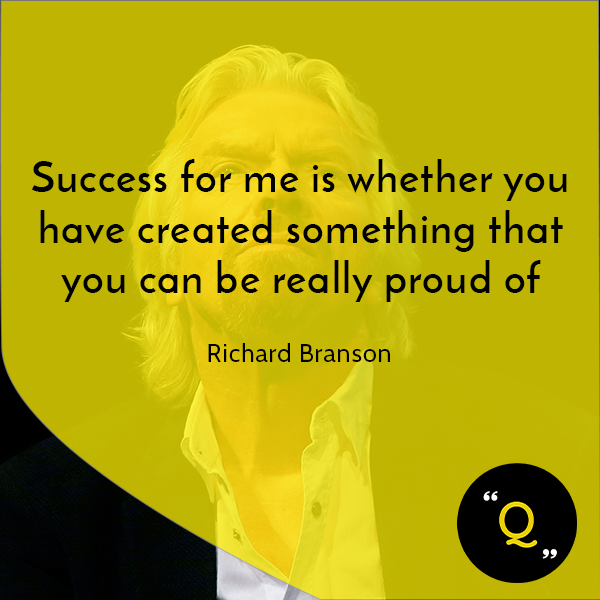 Success for me is whether you
have created something that
you can be really proud of
Richard Branson
“Q”